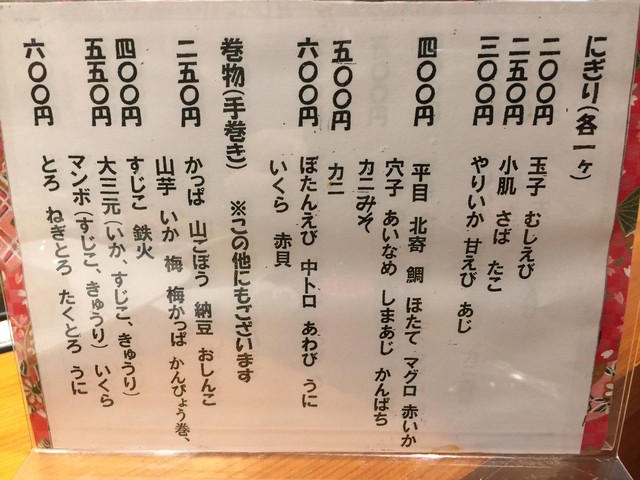 にぎり(各一ヶ)
二〇〇円 玉子 むしえび
二五〇円 小肌 さば たこ
三〇〇円 やりいか 甘えび あじ
四〇〇円 平目 北寄 鯛 ほたて マグロ 赤いか
穴子 あいなめ しまあじ かんぱち
カニみそ
五〇〇円 カニ
六〇〇円 ぼたんえび 中トロ あわび うに
いくら 赤貝
巻物(手巻き) ※この他にもございます
二五〇円 かっぱ 山ごぼう 納豆 おしんこ
山芋 いか 梅 梅かっぱ かんぴょう巻、
四〇〇円 すじこ 鉄火
五五〇円 大三元(いか、すじこ、きゅうり)
マンボ(すじこ、きゅうり) いくら
六〇〇円 とろ ねぎとろ たくとろ うに